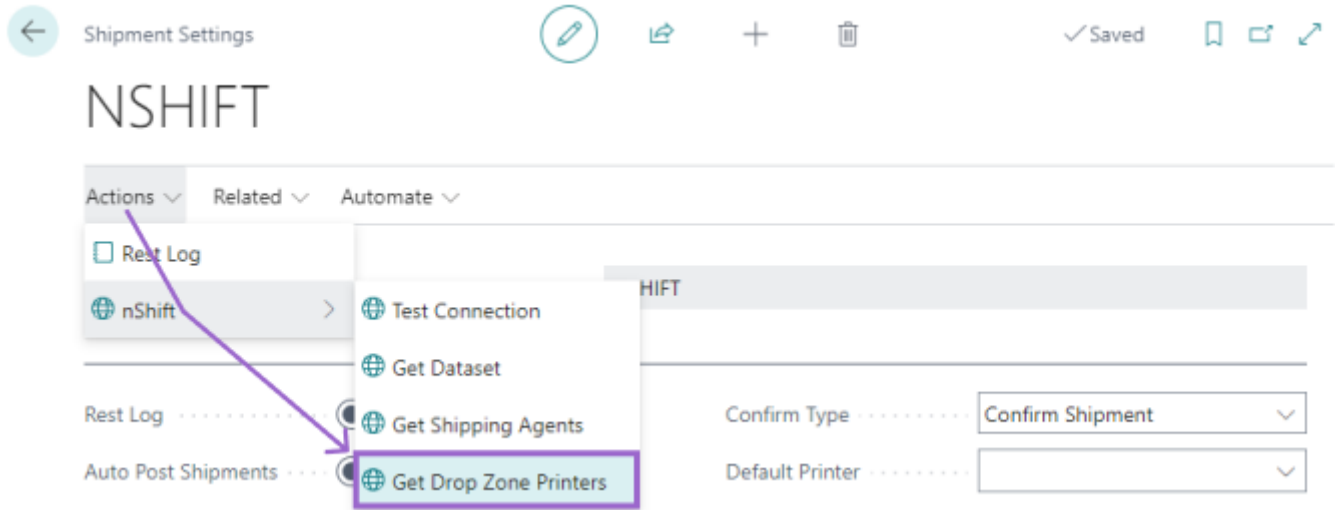 Shipment Settings
Saved
NSHIFT
Actions Related Automate
Rest Log
nShift
HIFT
Test Connection
Get Dataset
Get Shipping Agents
Get Drop Zone Printers
Rest Log
Auto Post Shipments
Confirm Type Confirm Shipment
Default Printer